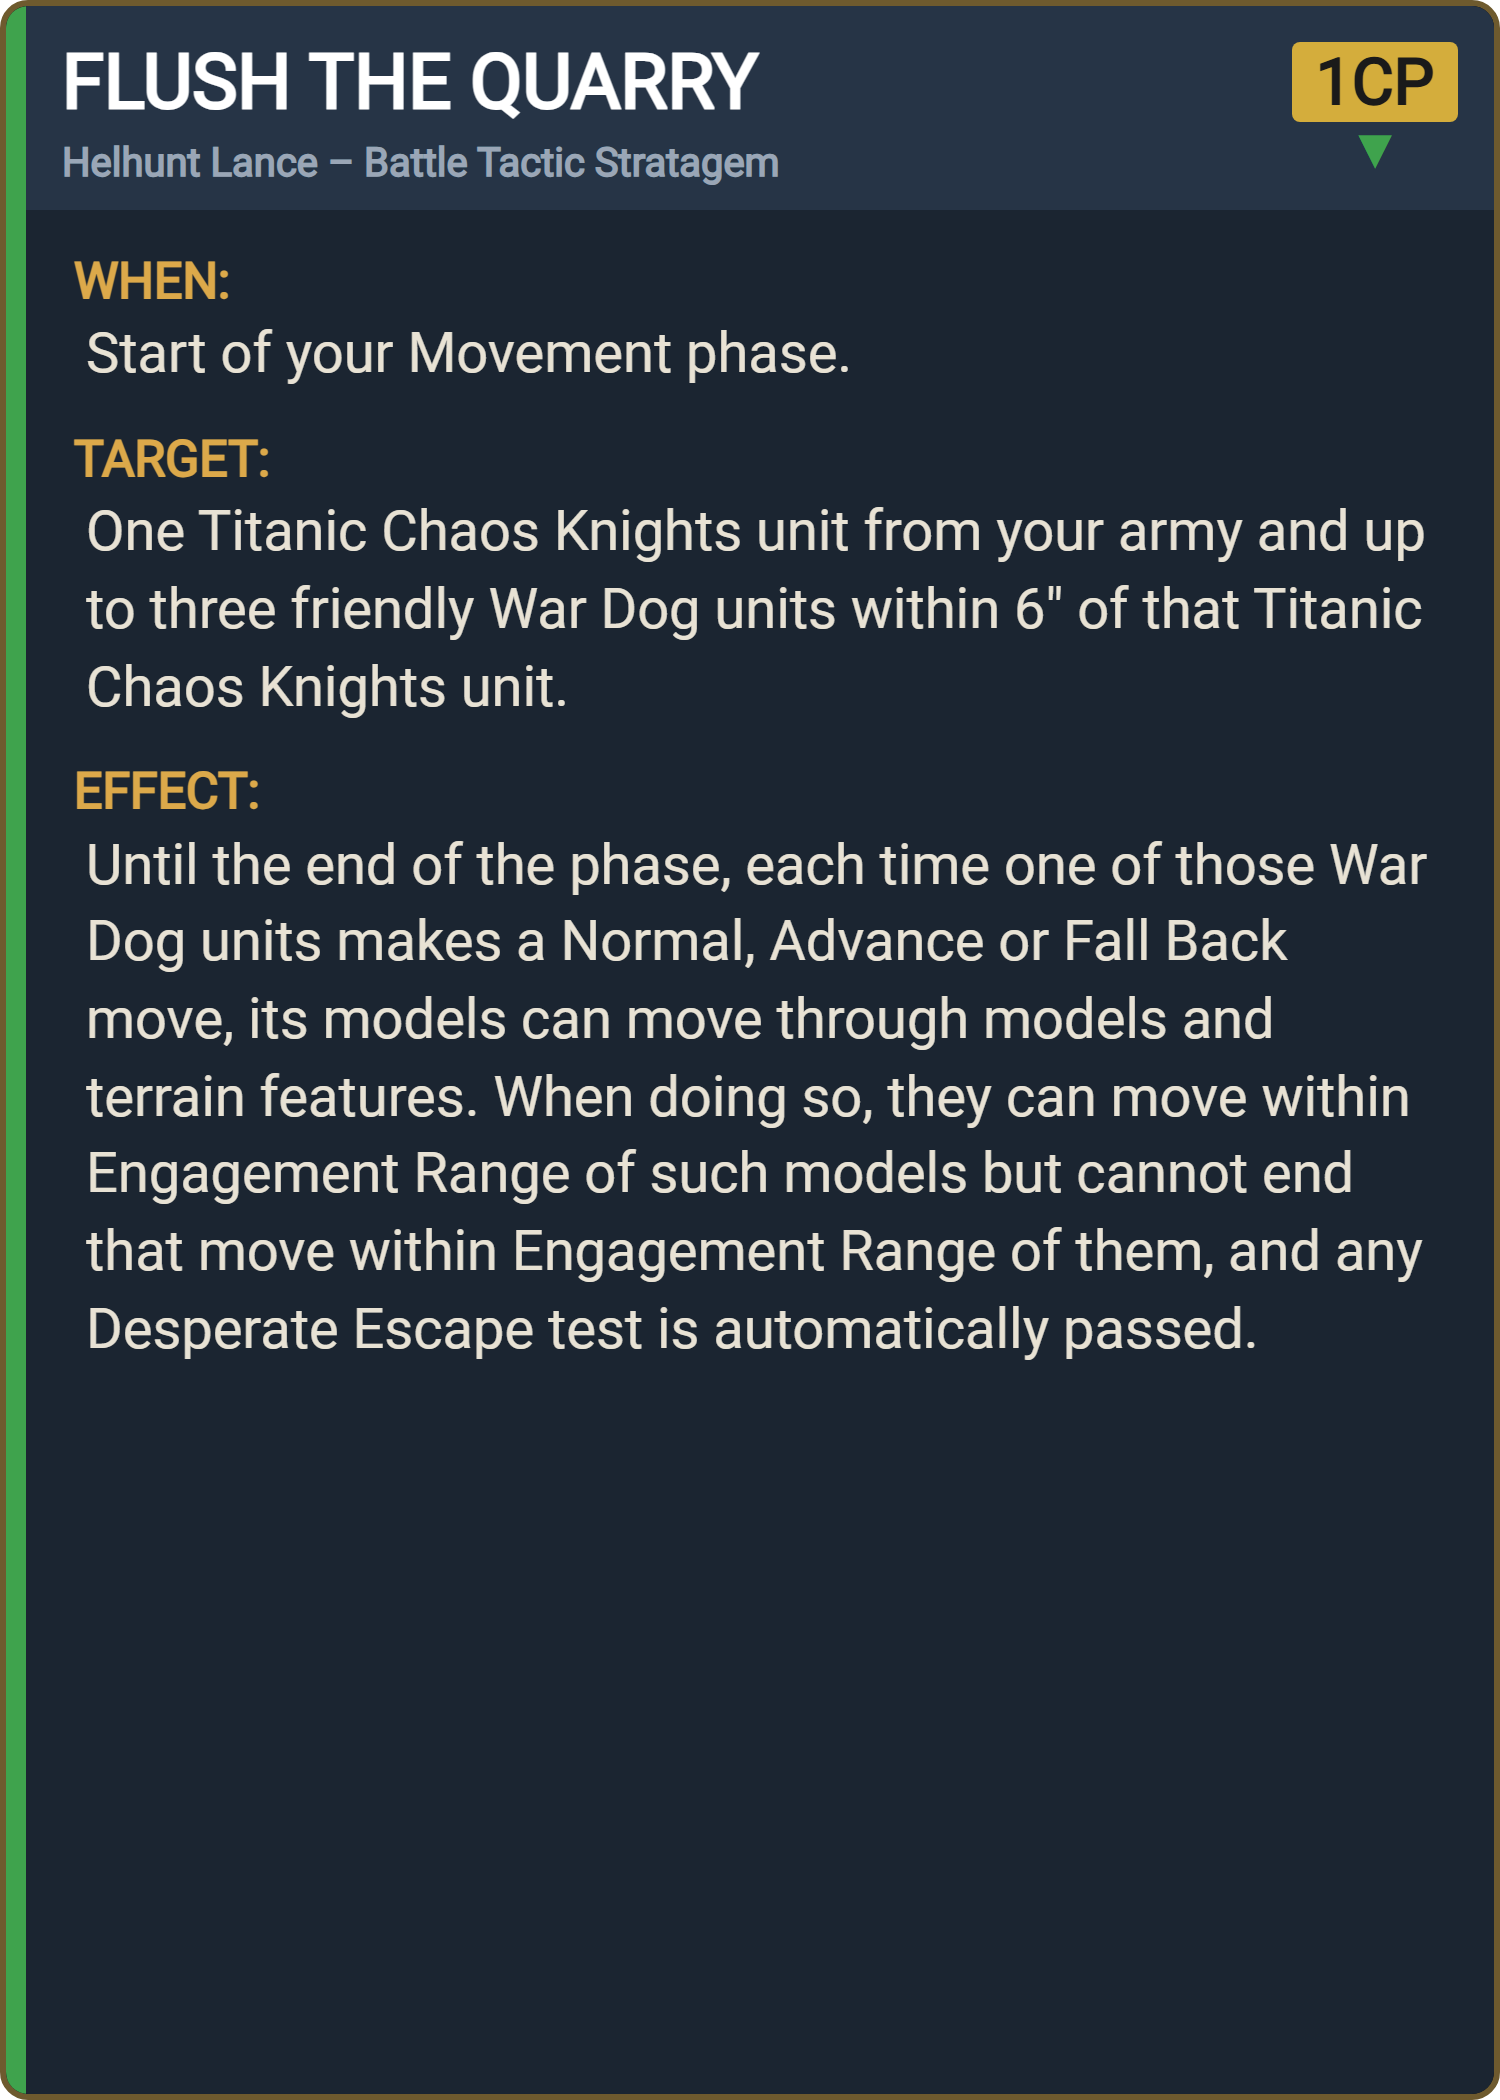 FLUSH THE QUARRY
1CP
Helhunt Lance – Battle Tactic Stratagem
WHEN:
Start of your Movement phase.
TARGET:
One Titanic Chaos Knights unit from your army and up
to three friendly War Dog units within 6" of that Titanic
Chaos Knights unit.
EFFECT:
Until the end of the phase, each time one of those War
Dog units makes a Normal, Advance or Fall Back
move, its models can move through models and
terrain features. When doing so, they can move within
Engagement Range of such models but cannot end
that move within Engagement Range of them, and any
Desperate Escape test is automatically passed.